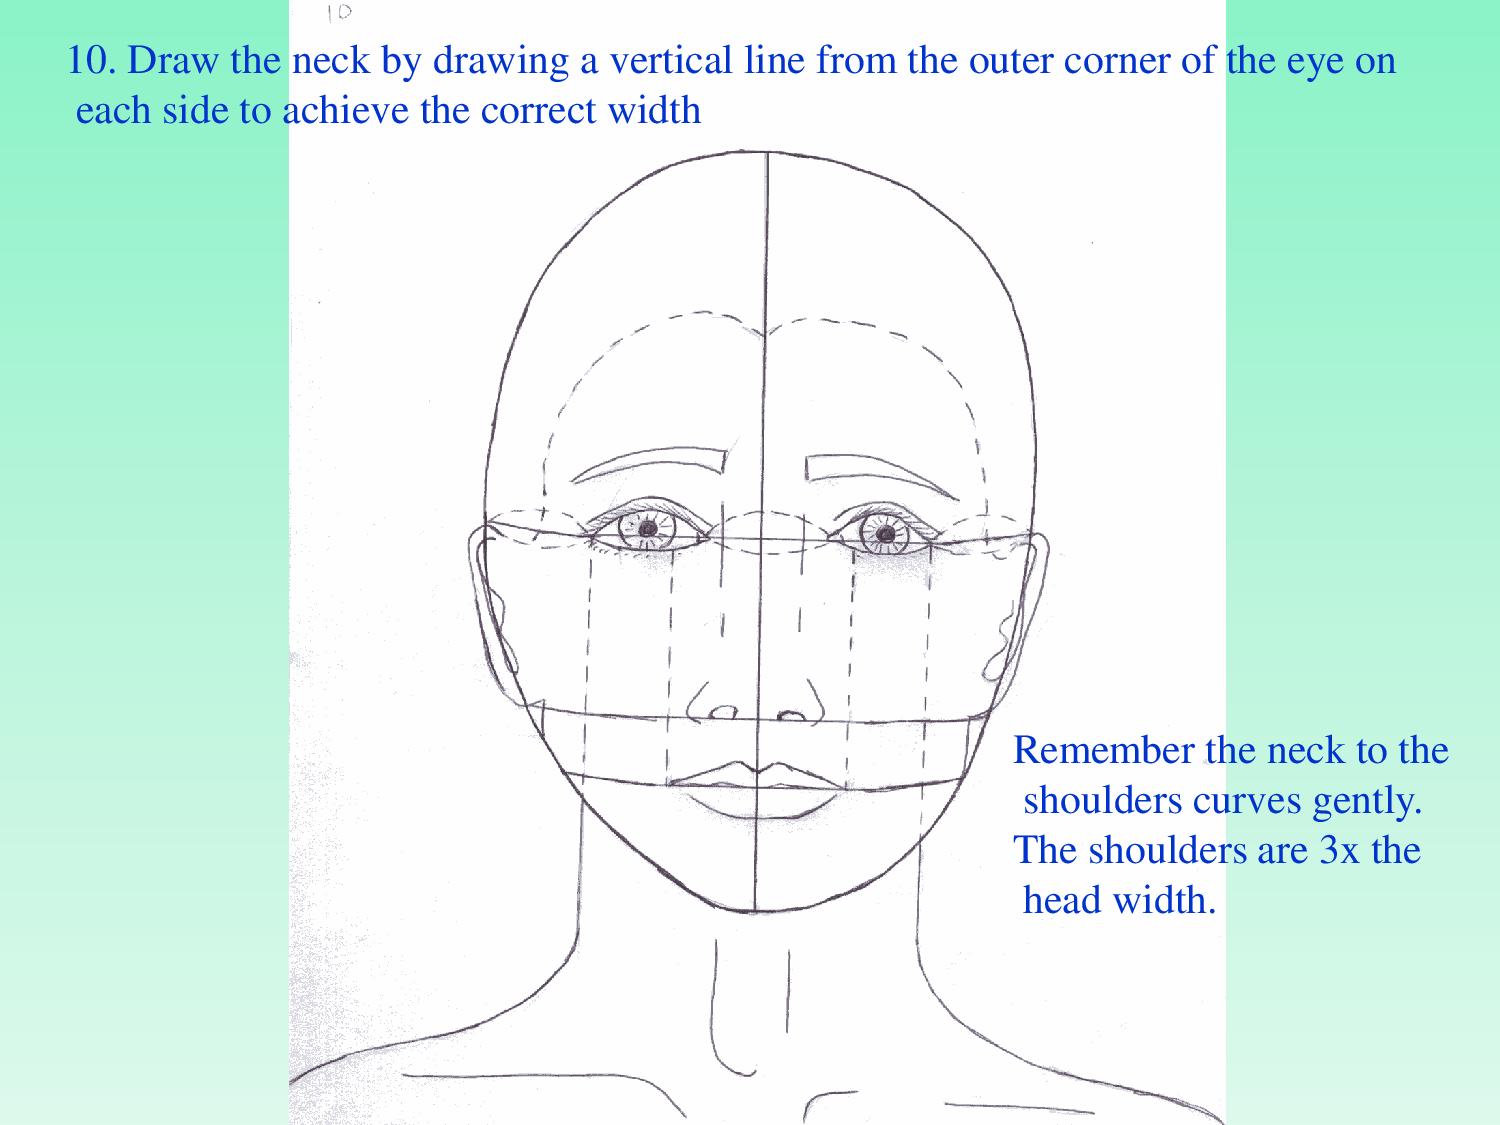 10
10. Draw the neck by drawing a vertical line from the outer corner of the eye on
each side to achieve the correct width
Remember the neck to the
shoulders curves gently.
The shoulders are 3x the
head width.